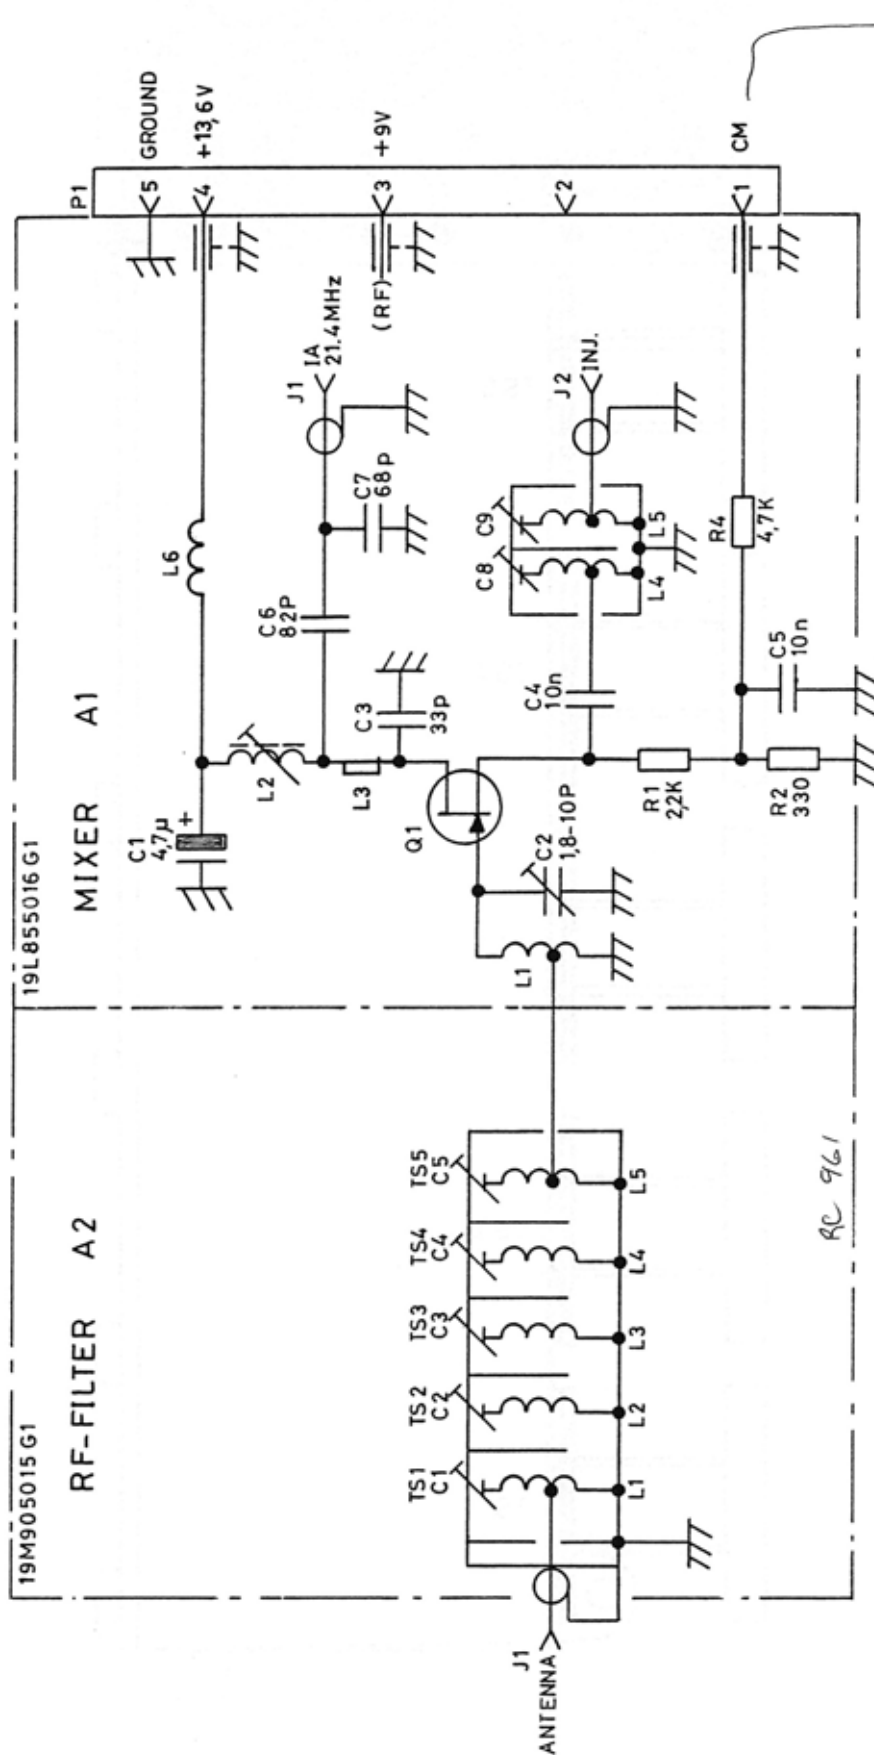 19M905015 G1
RF-FILTER A2
J1
ANTENNA
TS1
C1
TS2
C2
TS3
C3
TS4
C4
TS5
C5
L1
L2
L3
L4
L5
RC 961
19L855016 G1
MIXER A1
C1
4,7µ
+
L2
L6
L3
C3
33p
C6
82P
C7
68p
J1
IA
21.4MHz
Q1
L1
C2
1,8-10P
C4
10n
C8
C9
L4
L5
J2
INJ.
R1
2,2K
R2
330
C5
10n
R4
4,7K
P1
5
GROUND
4
+13,6V
3
+9V
(RF)
2
1
CM